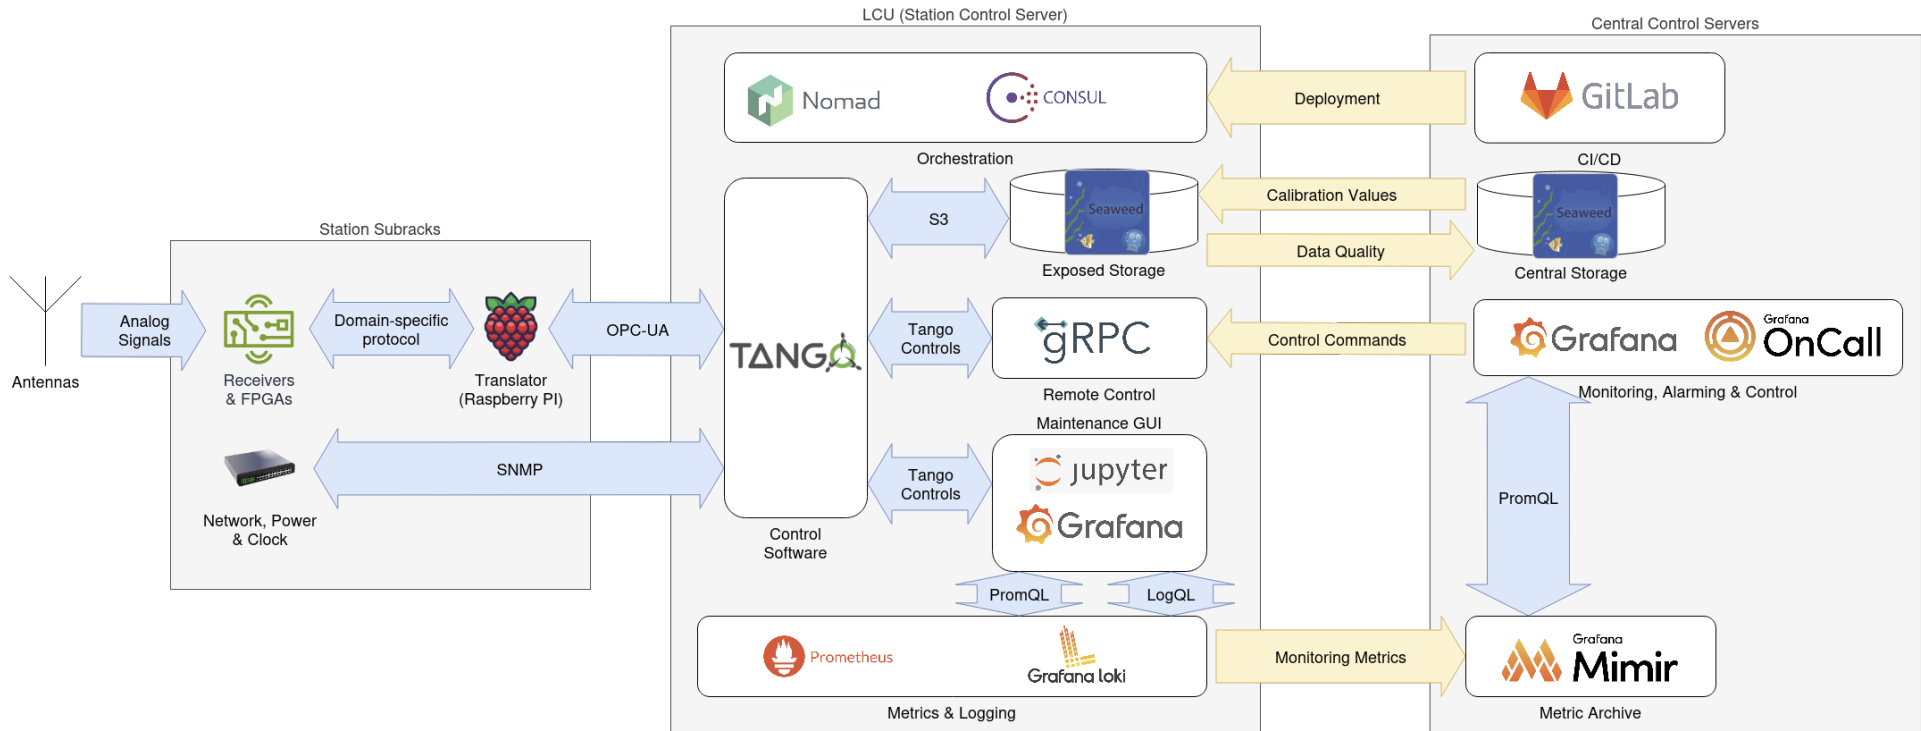 LCU (Station Control Server)
Central Control Servers
Nomad
CONSUL
Deployment
GitLab
Orchestration
CI/CD
S3
Seaweed
Exposed Storage
Calibration Values
Data Quality
Seaweed
Central Storage
Station Subracks
Analog
Signals
Antennas
Receivers
& FPGAs
Domain-specific
protocol
Translator
(Raspberry PI)
OPC-UA
TANGO
Tango
Controls
gRPC
Remote Control
Control Commands
Grafana
Grafana
OnCall
Monitoring, Alarming & Control
SNMP
Network, Power
& Clock
Control
Software
Tango
Controls
Maintenance GUI
jupyter
Grafana
PromQL
LogQL
PromQL
Prometheus
Grafana loki
Metrics & Logging
Monitoring Metrics
Grafana
Mimir
Metric Archive